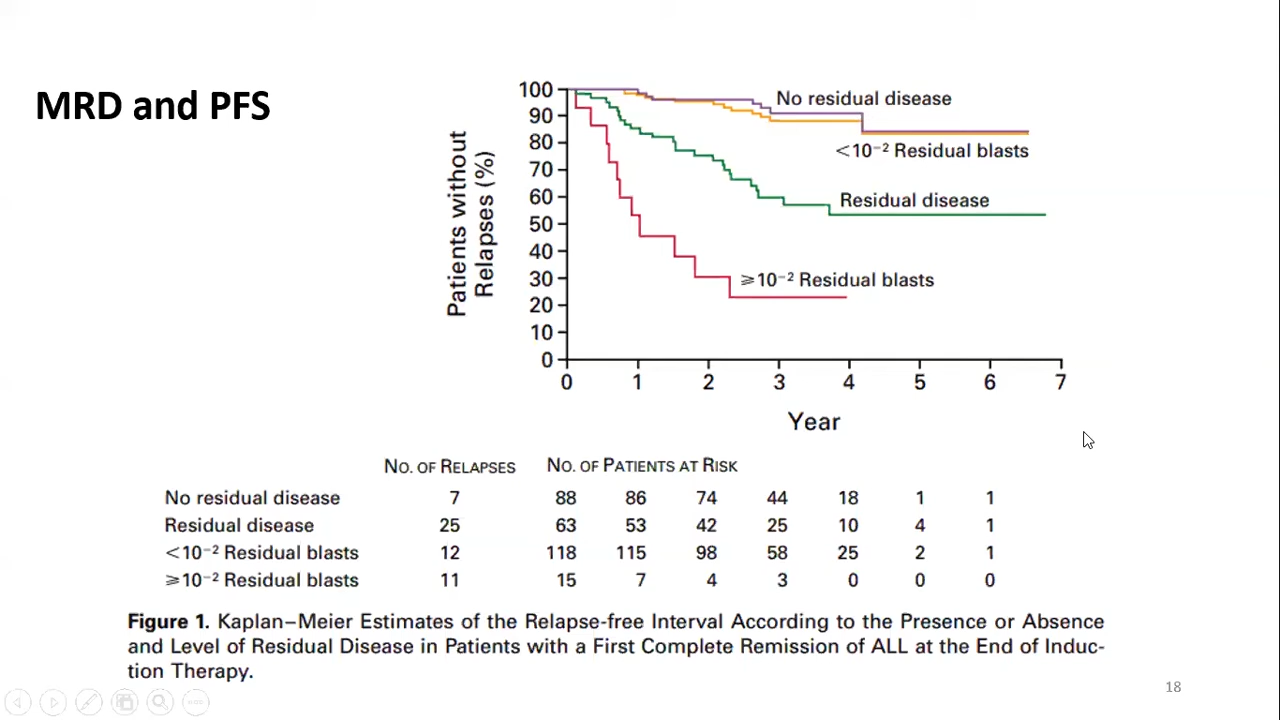 MRD and PFS
Patients without
Relapses (%)
100
90
80
70
60
50
40
30
20
10
0
No residual disease
<10⁻² Residual blasts
Residual disease
⩾10⁻² Residual blasts
0 1 2 3 4 5 6 7
Year
NO. OF RELAPSES NO. OF PATIENTS AT RISK
No residual disease 7 88 86 74 44 18 1 1
Residual disease 25 63 53 42 25 10 4 1
<10⁻² Residual blasts 12 118 115 98 58 25 2 1
⩾10⁻² Residual blasts 11 15 7 4 3 0 0 0
Figure 1. Kaplan–Meier Estimates of the Relapse-free Interval According to the Presence or Absence
and Level of Residual Disease in Patients with a First Complete Remission of ALL at the End of Induc-
tion Therapy.
18